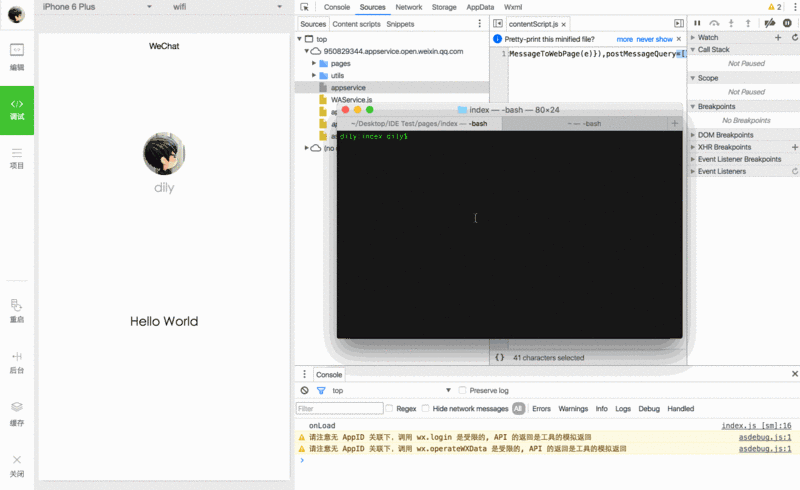 iPhone 6 Plus
wifi
编辑
调试
项目
重启
后台
缓存
关闭
WeChat
dily
Hello World
Console
Sources
Network
Storage
AppData
Wxml
2
Sources
Content scripts
Snippets
contentScript.js ×
top
950829344.appservice.open.weixin.qq.com
pages
utils
appservice
WAService.js
Pretty-print this minified file?
more
never show
1
MessageToWebPage(e)}),postMessageQuery=[
{ }
41 characters selected
index — -bash — 80×24
~/Desktop/IDE Test/pages/index — -bash
~ — -bash
dily:index dily$
Watch
Call Stack
Not Paused
Scope
Not Paused
Breakpoints
No Breakpoints
DOM Breakpoints
XHR Breakpoints
Event Listener Breakpoints
Event Listeners
Console
top
Preserve log
Filter
Regex
Hide network messages
All
Errors
Warnings
Info
Logs
Debug
Handled
onLoad
index.js [sm]:16
请注意无 AppID 关联下，调用 wx.login 是受限的, API 的返回是工具的模拟返回
asdebug.js:1
请注意无 AppID 关联下，调用 wx.operateWXData 是受限的, API 的返回是工具的模拟返回
asdebug.js:1